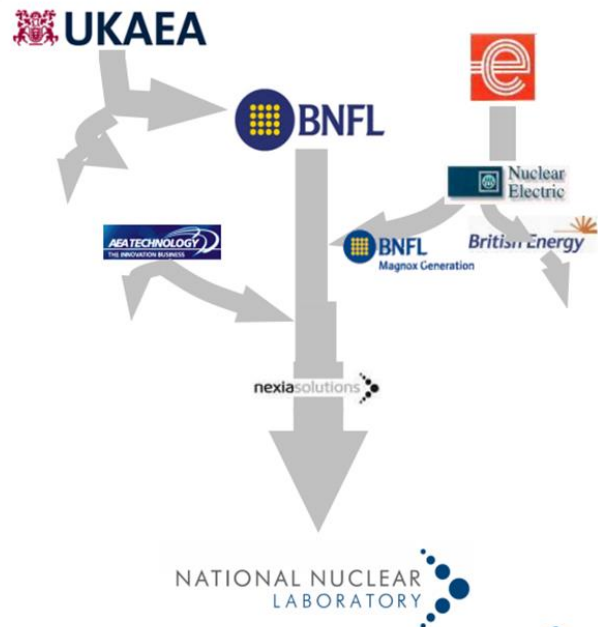 UKAEA
e
BNFL
Nuclear
Electric
AEA TECHNOLOGY
THE INNOVATION BUSINESS
BNFL
Magnox Generation
British Energy
nexiasolutions
NATIONAL NUCLEAR
LABORATORY